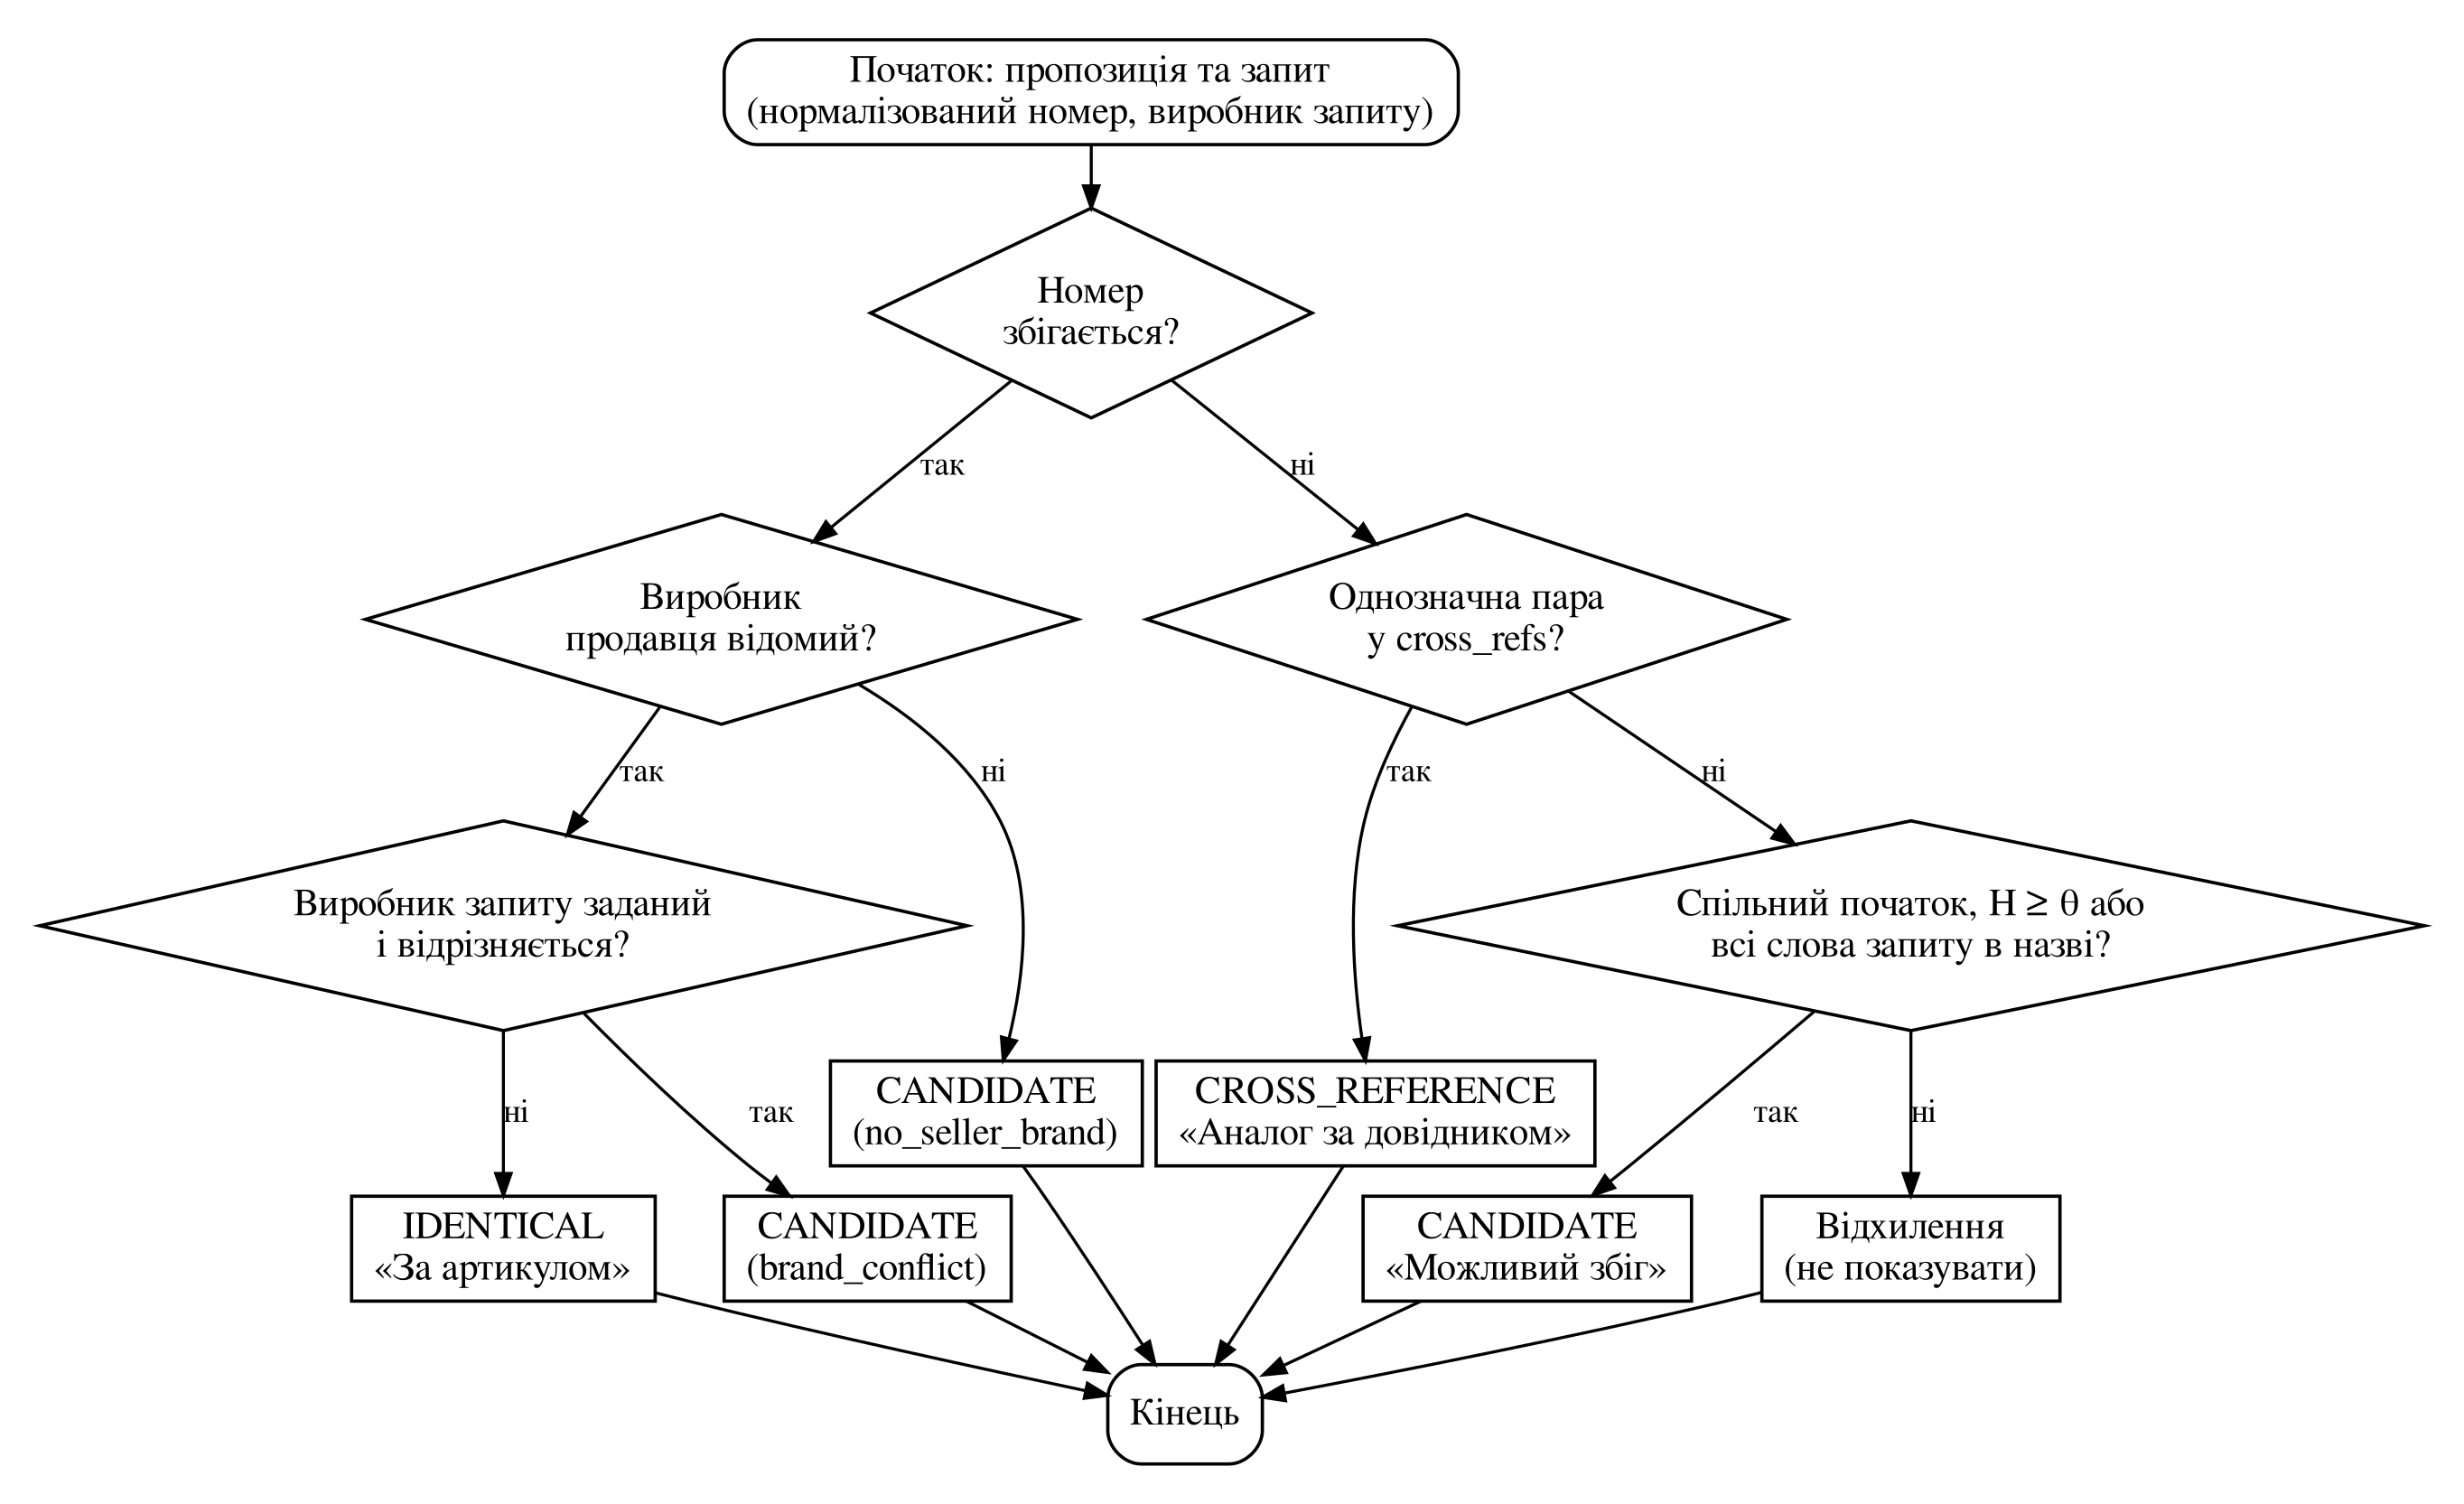 Початок: пропозиція та запит
(нормалізований номер, виробник запиту)
Номер
збігається?
так
ні
Виробник
продавця відомий?
Однозначна пара
у cross_refs?
так
ні
так
ні
Виробник запиту заданий
і відрізняється?
Спільний початок, H ≥ θ або
всі слова запиту в назві?
ні
так
так
ні
CANDIDATE
(no_seller_brand)
CROSS_REFERENCE
«Аналог за довідником»
IDENTICAL
«За артикулом»
CANDIDATE
(brand_conflict)
CANDIDATE
«Можливий збіг»
Відхилення
(не показувати)
Кінець